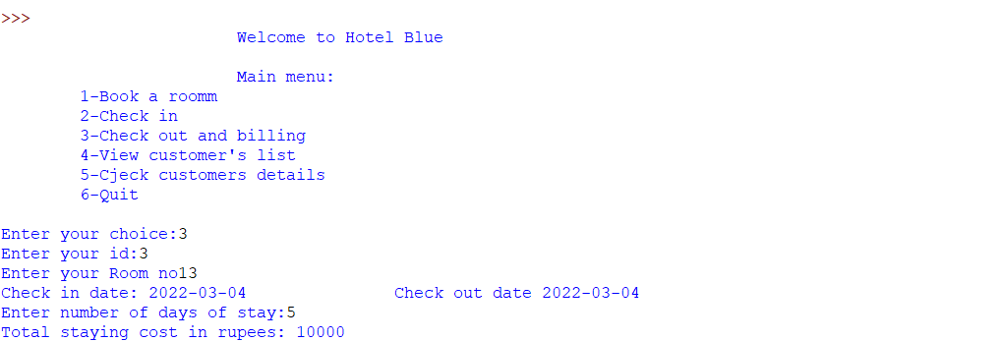 >>>
Welcome to Hotel Blue
Main menu:
1-Book a roomm
2-Check in
3-Check out and billing
4-View customer's list
5-Cjeck customers details
6-Quit
Enter your choice:3
Enter your id:3
Enter your Room no13
Check in date: 2022-03-04 Check out date 2022-03-04
Enter number of days of stay:5
Total staying cost in rupees: 10000